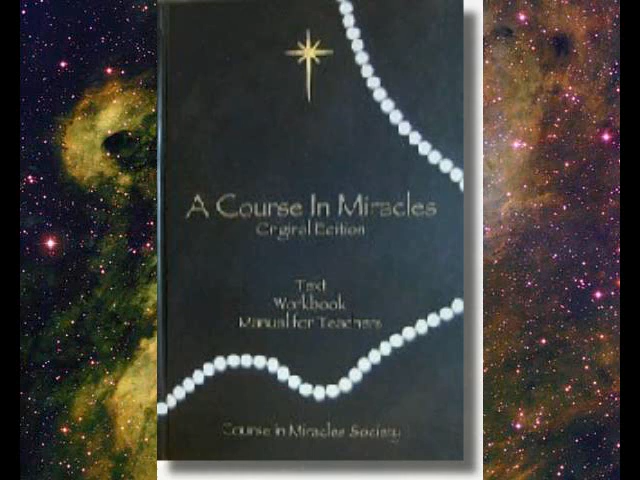 A Course In Miracles
Original Edition
Text
Workbook
Manual for Teachers
Course in Miracles Society